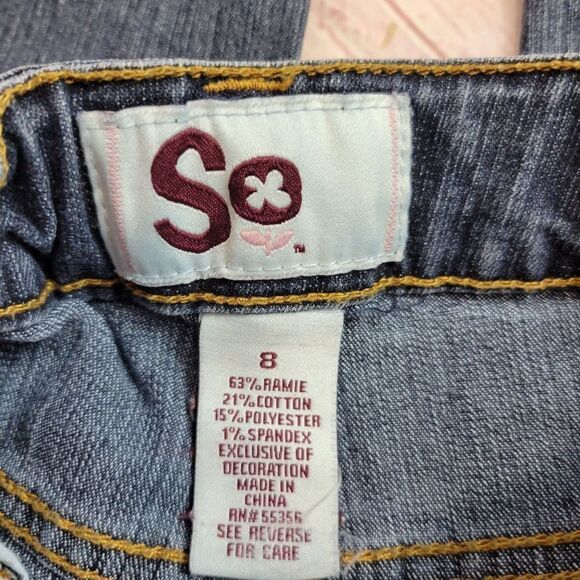 So
™
8
63% RAMIE
21% COTTON
15% POLYESTER
1% SPANDEX
EXCLUSIVE OF
DECORATION
MADE IN
CHINA
RN# 55356
SEE REVERSE
FOR CARE